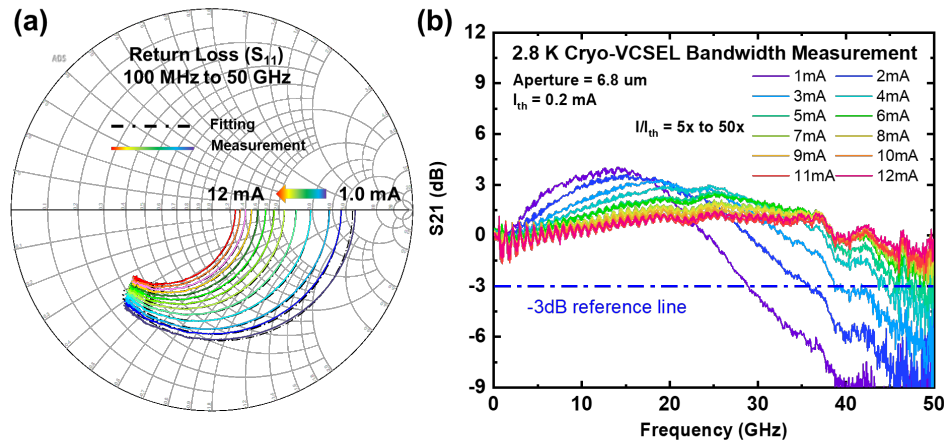 (a)
ADS
Return Loss (S₁₁)
100 MHz to 50 GHz
Fitting
Measurement
12 mA
1.0 mA
(b)
2.8 K Cryo-VCSEL Bandwidth Measurement
Aperture = 6.8 um
Iₜₕ = 0.2 mA
I/Iₜₕ = 5x to 50x
1mA
2mA
3mA
4mA
5mA
6mA
7mA
8mA
9mA
10mA
11mA
12mA
-3dB reference line
S21 (dB)
12
9
6
3
0
-3
-6
-9
0
10
20
30
40
50
Frequency (GHz)